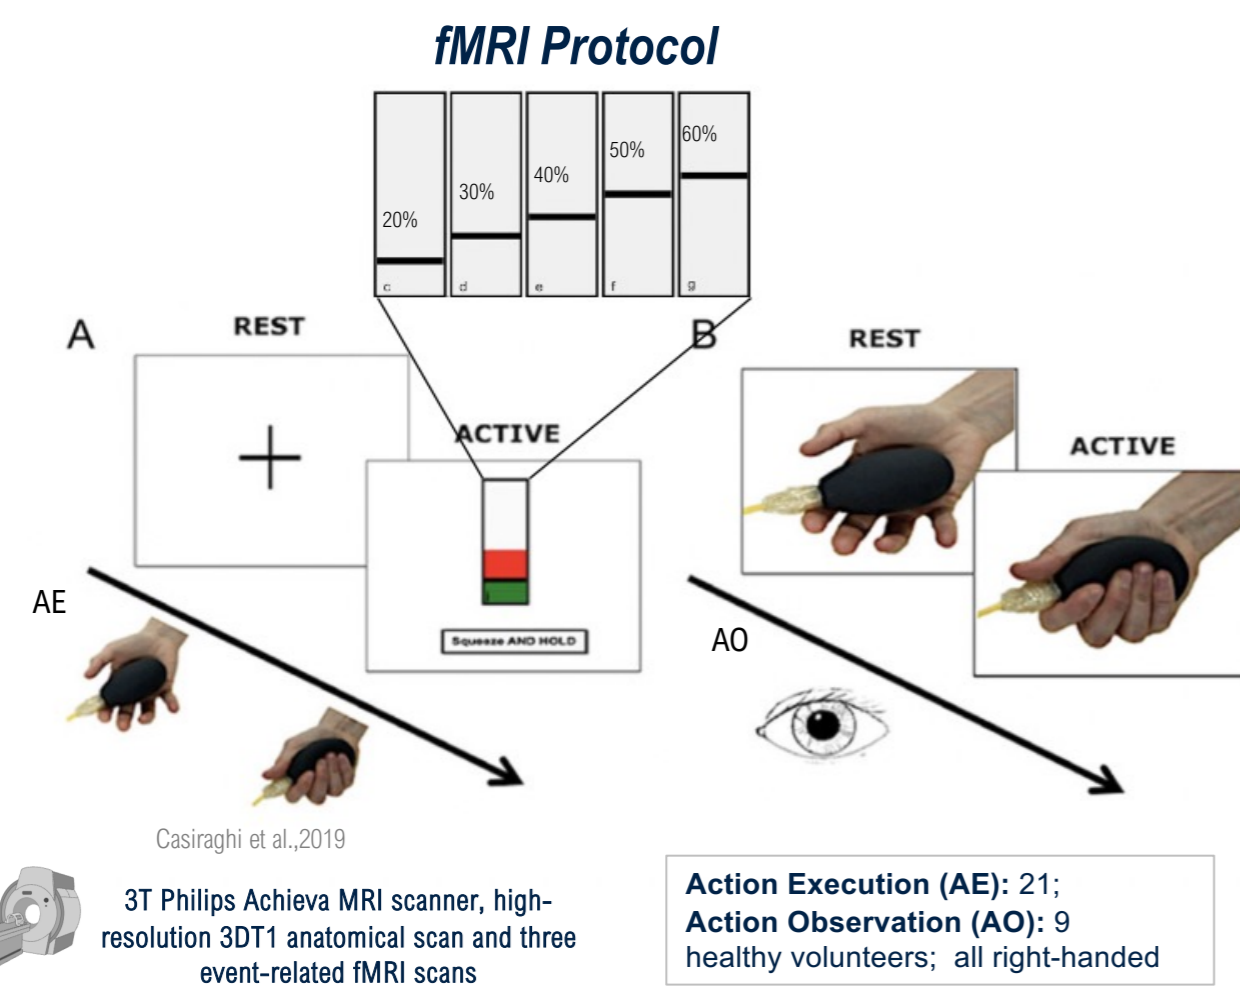 fMRI Protocol
20%
30%
40%
50%
60%
c
d
e
f
g
A
REST
ACTIVE
Squeeze AND HOLD
AE
B
REST
ACTIVE
AO
Casiraghi et al.,2019
3T Philips Achieva MRI scanner, high-
resolution 3DT1 anatomical scan and three
event-related fMRI scans
Action Execution (AE): 21;
Action Observation (AO): 9
healthy volunteers; all right-handed